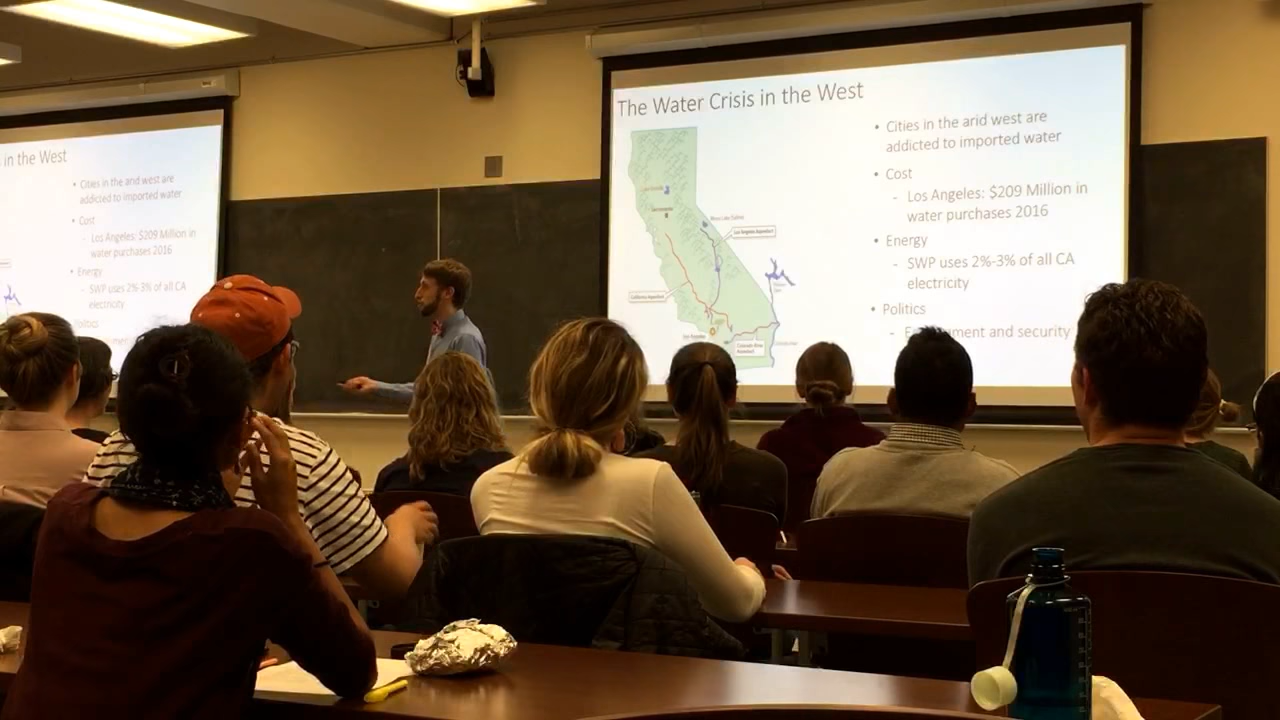 in the West
Cities in the arid west are
addicted to imported water
Cost
Los Angeles: $209 Million in
water purchases 2016
Energy
SWP uses 2%-3% of all CA
electricity
Politics
The Water Crisis in the West
Los Angeles Aqueduct
California Aqueduct
Colorado River
Aqueduct
• Cities in the arid west are
addicted to imported water
• Cost
- Los Angeles: $209 Million in
water purchases 2016
• Energy
- SWP uses 2%-3% of all CA
electricity
• Politics
and security